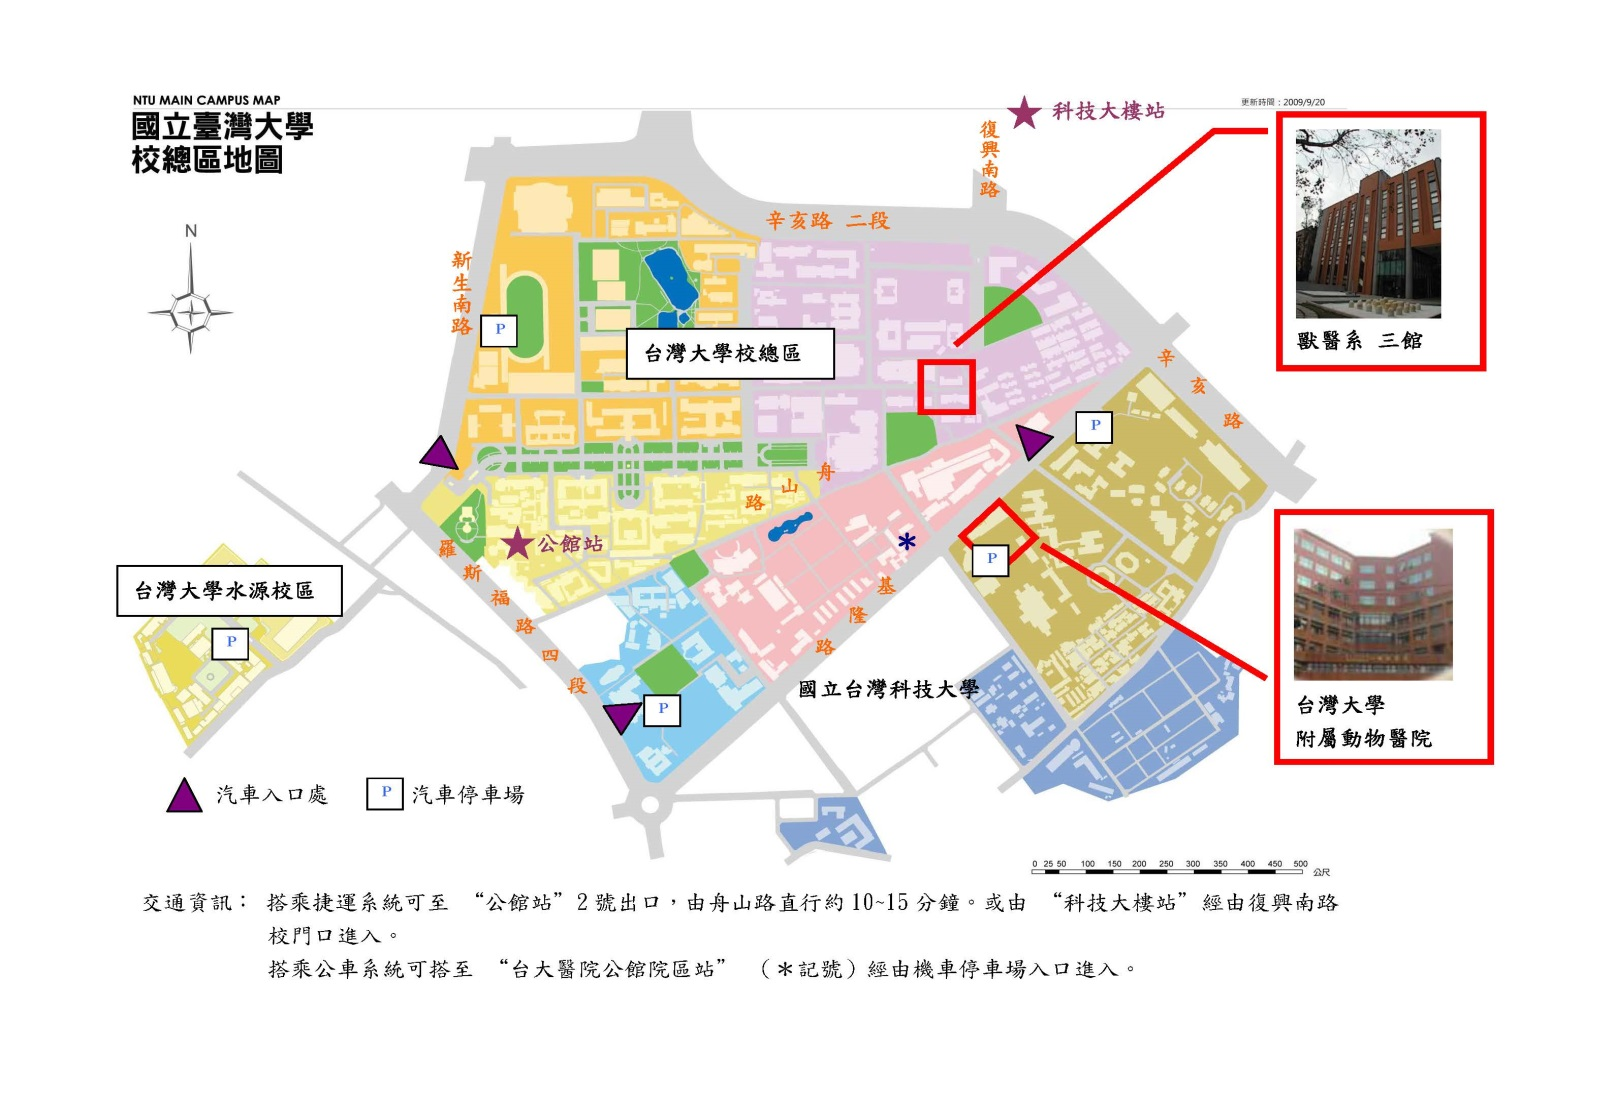 NTU MAIN CAMPUS MAP
國立臺灣大學
校總區地圖
更新時間：2009/9/20
科技大樓站
復興南路
辛亥路 二段
N
新生南路
P
台灣大學校總區
獸醫系 三館
辛亥路
P
舟山路
羅斯福路四段
公館站
基隆路
*
P
台灣大學水源校區
P
國立台灣科技大學
P
台灣大學
附屬動物醫院
汽車入口處
P
汽車停車場
0 25 50 100 150 200 250 300 350 400 450 500
公尺
交通資訊： 搭乘捷運系統可至 “公館站”2 號出口，由舟山路直行約 10~15 分鐘。或由 “科技大樓站”經由復興南路
校門口進入。
搭乘公車系統可搭至 “台大醫院公館院區站” （＊記號）經由機車停車場入口進入。